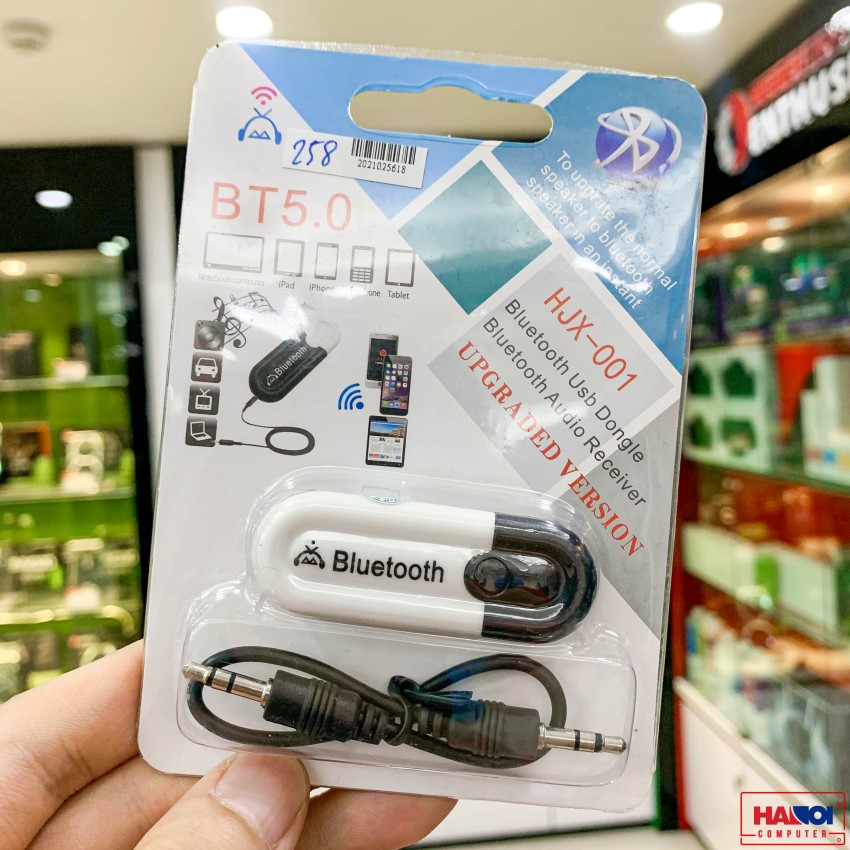 258
2021025618
BT5.0
Notebook computer
iPad
iPhone
Tablet
To upprate the normal
speaker to bluetooth
speaker in an instant
HJX-001
Bluetooth Usb Dongle
Bluetooth Audio Receiver
UPGRADED VERSION
Bluetooth
Bluetooth
HANOI
COMPUTER